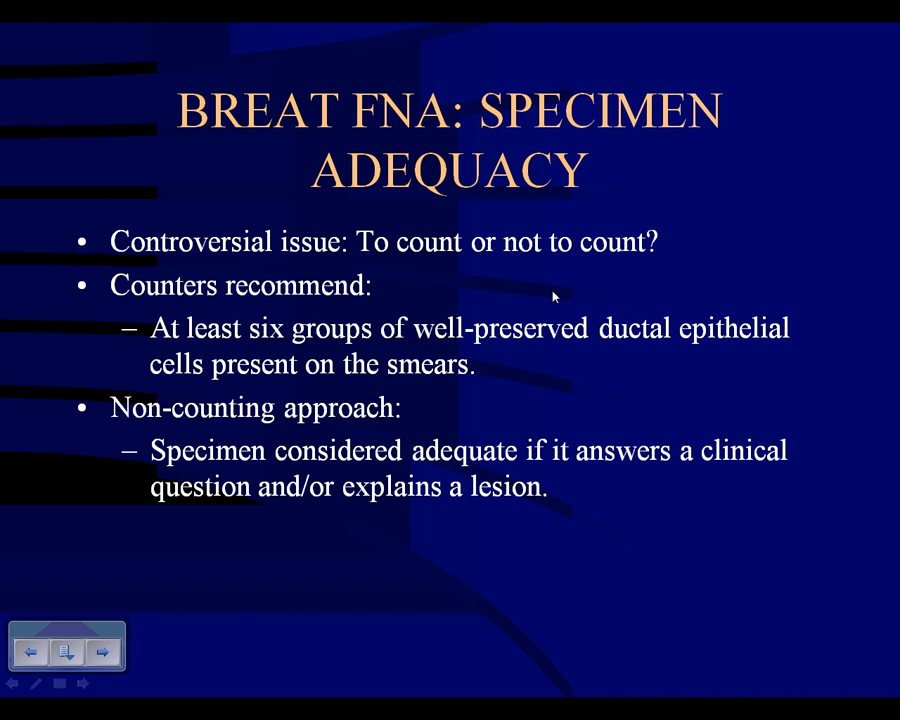 BREAT FNA: SPECIMEN
ADEQUACY
• Controversial issue: To count or not to count?
• Counters recommend:
– At least six groups of well-preserved ductal epithelial
cells present on the smears.
• Non-counting approach:
– Specimen considered adequate if it answers a clinical
question and/or explains a lesion.